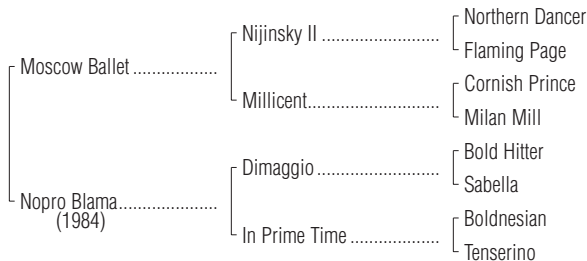 Northern Dancer
Nijinsky II
Flaming Page
Moscow Ballet
Cornish Prince
Millicent
Milan Mill
Bold Hitter
Dimaggio
Sabella
Nopro Blama
(1984)
Boldnesian
In Prime Time
Tenserino